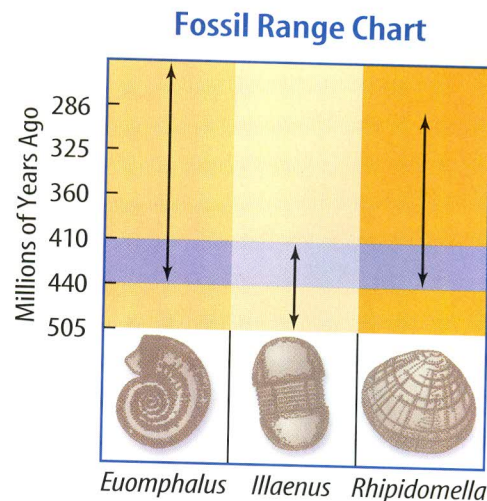 Fossil Range Chart
Millions of Years Ago
286
325
360
410
440
505
Euomphalus Illaenus Rhipidomella